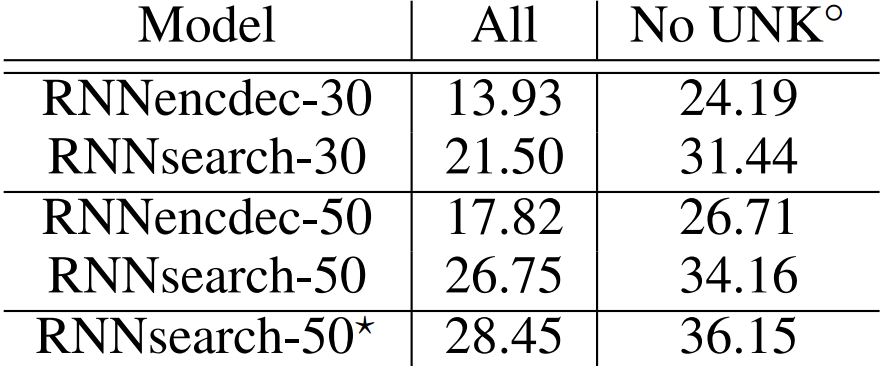 Model All No UNK°
RNNencdec-30 13.93 24.19
RNNsearch-30 21.50 31.44
RNNencdec-50 17.82 26.71
RNNsearch-50 26.75 34.16
RNNsearch-50⋆ 28.45 36.15